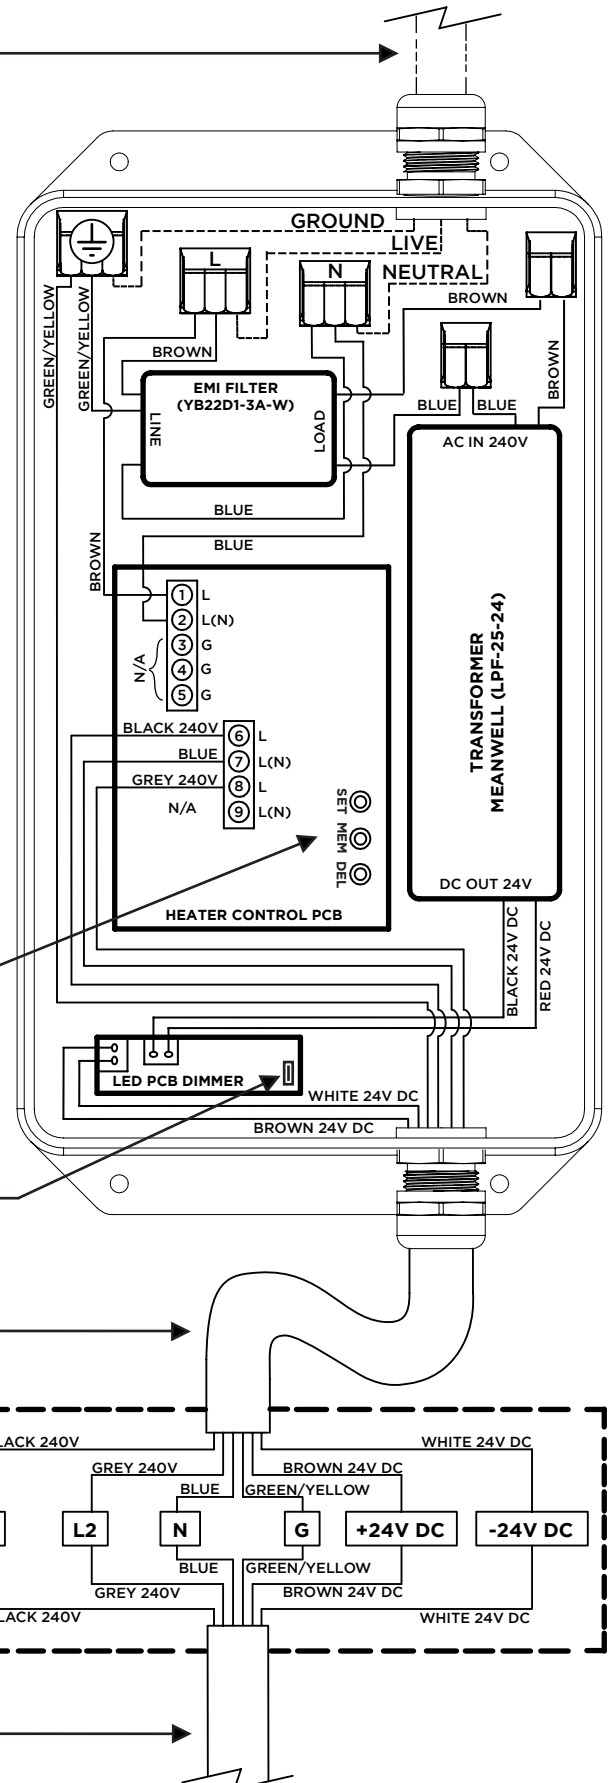 GROUND
LIVE
NEUTRAL
L
N
BROWN
GREEN/YELLOW
GREEN/YELLOW
BROWN
BROWN
EMI FILTER
(YB22D1-3A-W)
LINE
LOAD
BLUE
BLUE
AC IN 240V
BLUE
BLUE
BROWN
1 L
2 L(N)
3 G
4 G
5 G
N/A
TRANSFORMER
MEANWELL (LPF-25-24)
BLACK 240V
6 L
BLUE
7 L(N)
GREY 240V
8 L
N/A
9 L(N)
SET
MEM
DEL
DC OUT 24V
HEATER CONTROL PCB
BLACK 24V DC
RED 24V DC
LED PCB DIMMER
WHITE 24V DC
BROWN 24V DC
LACK 240V
WHITE 24V DC
GREY 240V
BROWN 24V DC
BLUE
GREEN/YELLOW
L2
N
G
+24V DC
-24V DC
BLUE
GREEN/YELLOW
GREY 240V
BROWN 24V DC
LACK 240V
WHITE 24V DC